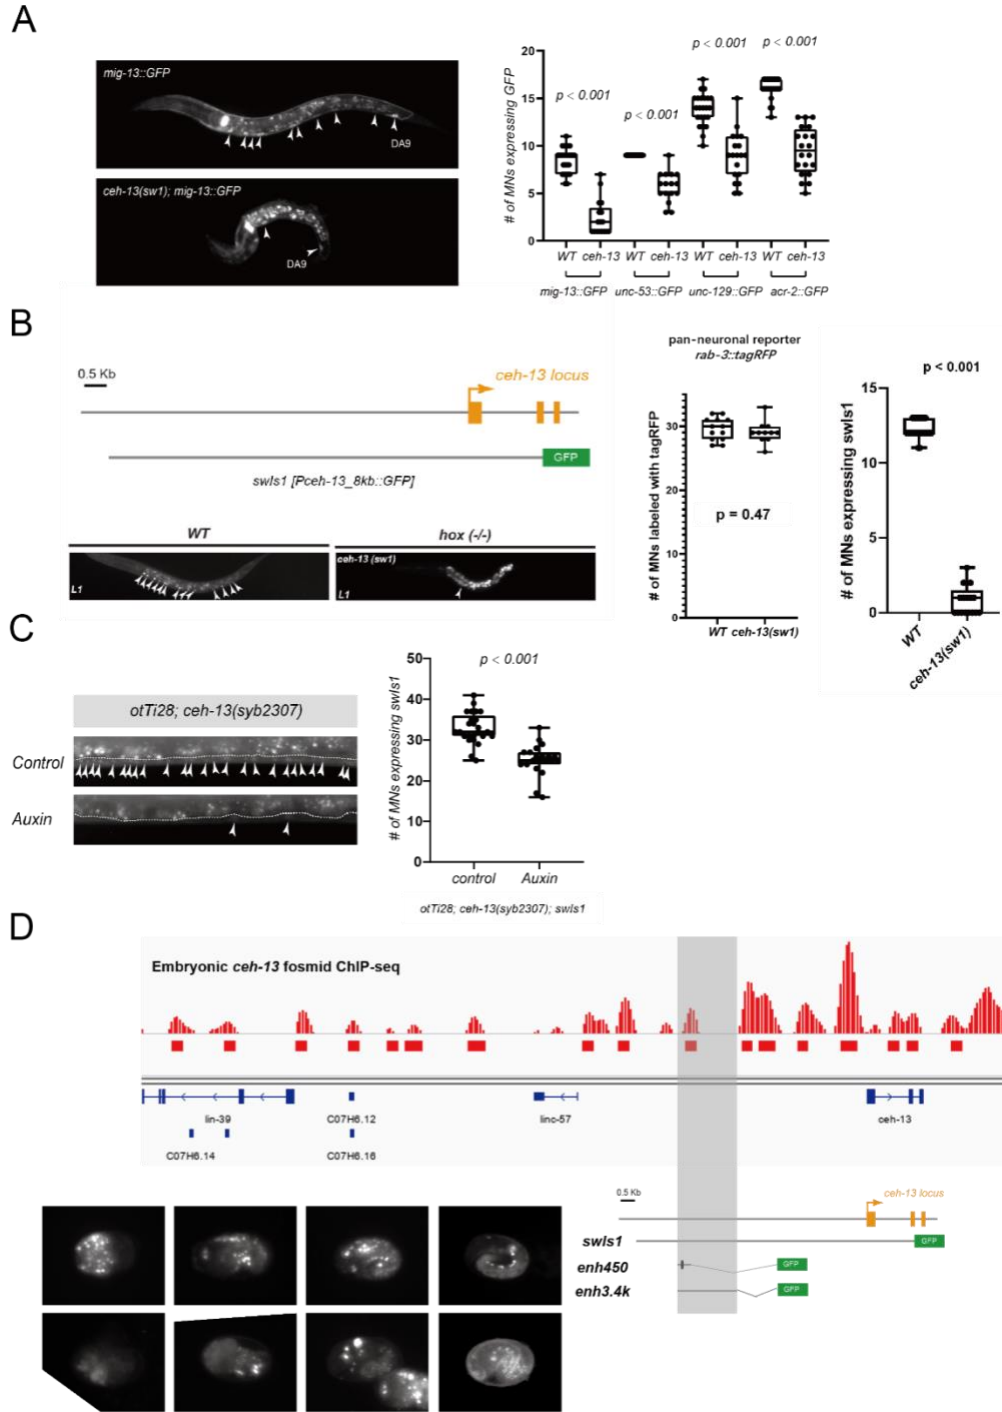 A
mig-13::GFP
DA9
ceh-13(sw1); mig-13::GFP
DA9
# of MNs expressing GFP
20
15
10
5
0
p < 0.001
p < 0.001
p < 0.001
p < 0.001
WT ceh-13 WT ceh-13 WT ceh-13 WT ceh-13
mig-13::GFP unc-53::GFP unc-129::GFP acr-2::GFP
B
0.5 Kb
ceh-13 locus
GFP
swIs1 [Pceh-13_8kb::GFP]
WT
hox (-/-)
L1
ceh-13 (sw1)
L1
pan-neuronal reporter
rab-3::tagRFP
# of MNs labeled with tagRFP
30
20
10
0
p = 0.47
WT ceh-13(sw1)
p < 0.001
# of MNs expressing swIs1
15
10
5
0
WT
ceh-13(sw1)
C
otTi28; ceh-13(syb2307)
Control
Auxin
# of MNs expressing swIs1
50
40
30
20
10
0
p < 0.001
control Auxin
otTi28; ceh-13(syb2307); swIs1
D
Embryonic ceh-13 fosmid ChIP-seq
lin-39 C07H6.12 linc-57 ceh-13
C07H6.14 C07H6.16
0.5 Kb
ceh-13 locus
swIs1 GFP
enh450 GFP
enh3.4k GFP